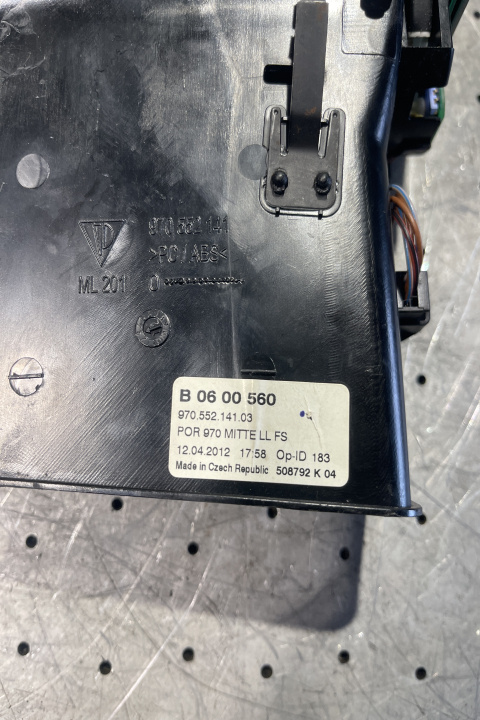 970 552 141
>PC/ABS<
ML 201
B 06 00 560
970.552.141.03
POR 970 MITTE LL FS
12.04.2012 17:58 Op-ID 183
Made in Czech Republic 508792 K 04